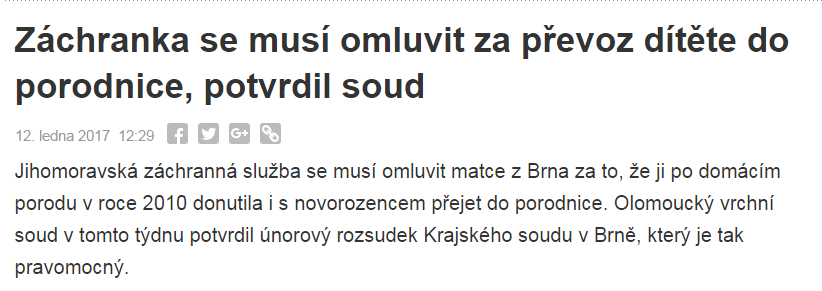 Záchranka se musí omluvit za převoz dítěte do
porodnice, potvrdil soud
12. ledna 2017 12:29
Jihomoravská záchranná služba se musí omluvit matce z Brna za to, že ji po domácím
porodu v roce 2010 donutila i s novorozencem přejet do porodnice. Olomoucký vrchní
soud v tomto týdnu potvrdil únorový rozsudek Krajského soudu v Brně, který je tak
pravomocný.